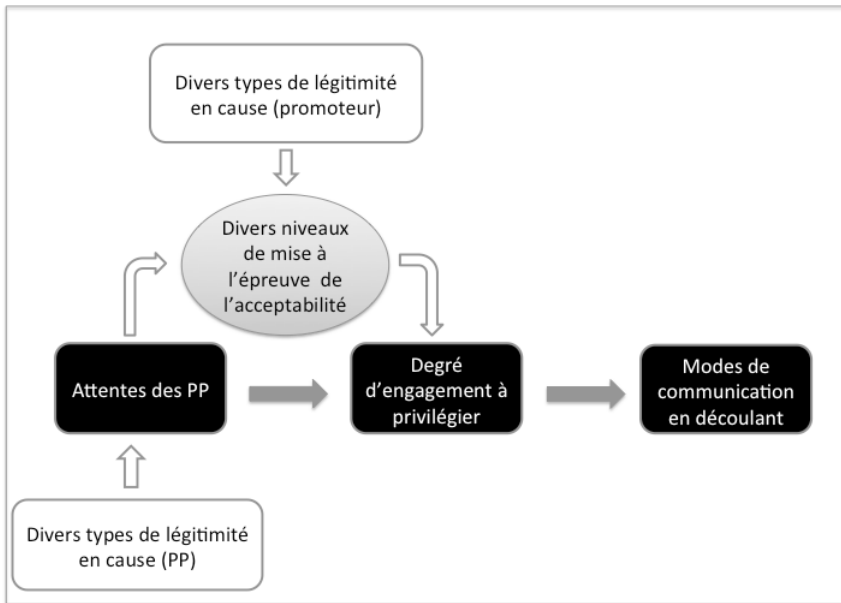 Divers types de légitimité
en cause (promoteur)
Divers niveaux
de mise à
l'épreuve de
l'acceptabilité
Attentes des PP
Degré
d'engagement à
privilégier
Modes de
communication
en découlant
Divers types de légitimité
en cause (PP)